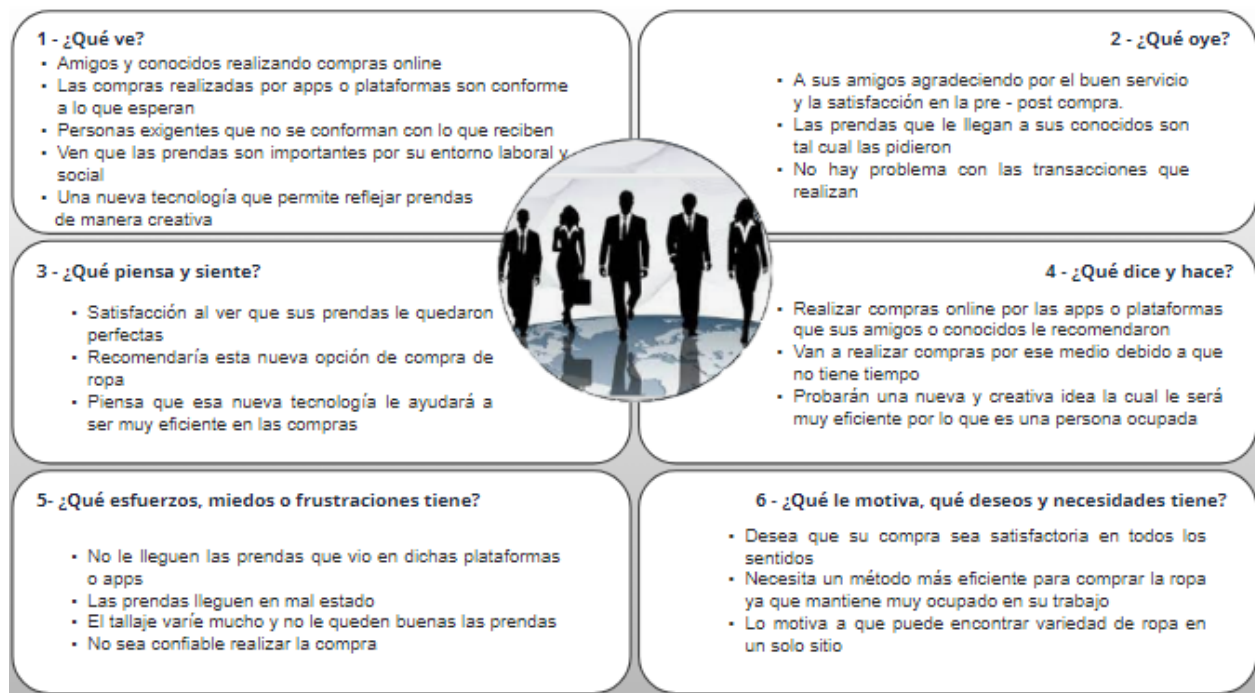 1 - ¿Qué ve?
▪ Amigos y conocidos realizando compras online
▪ Las compras realizadas por apps o plataformas son conforme
a lo que esperan
▪ Personas exigentes que no se conforman con lo que reciben
▪ Ven que las prendas son importantes por su entorno laboral y
social
▪ Una nueva tecnología que permite reflejar prendas
de manera creativa
2 - ¿Qué oye?
▪ A sus amigos agradeciendo por el buen servicio
y la satisfacción en la pre - post compra.
▪ Las prendas que le llegan a sus conocidos son
tal cual las pidieron
▪ No hay problema con las transacciones que
realizan
3 - ¿Qué piensa y siente?
▪ Satisfacción al ver que sus prendas le quedaron
perfectas
▪ Recomendaría esta nueva opción de compra de
ropa
▪ Piensa que esa nueva tecnología le ayudará a
ser muy eficiente en las compras
4 - ¿Qué dice y hace?
▪ Realizar compras online por las apps o plataformas
que sus amigos o conocidos le recomendaron
▪ Van a realizar compras por ese medio debido a que
no tiene tiempo
▪ Probarán una nueva y creativa idea la cual le será
muy eficiente por lo que es una persona ocupada
5- ¿Qué esfuerzos, miedos o frustraciones tiene?
▪ No le lleguen las prendas que vio en dichas plataformas
o apps
▪ Las prendas lleguen en mal estado
▪ El tallaje varíe mucho y no le queden buenas las prendas
▪ No sea confiable realizar la compra
6 - ¿Qué le motiva, qué deseos y necesidades tiene?
▪ Desea que su compra sea satisfactoria en todos los
sentidos
▪ Necesita un método más eficiente para comprar la ropa
ya que mantiene muy ocupado en su trabajo
▪ Lo motiva a que puede encontrar variedad de ropa en
un solo sitio